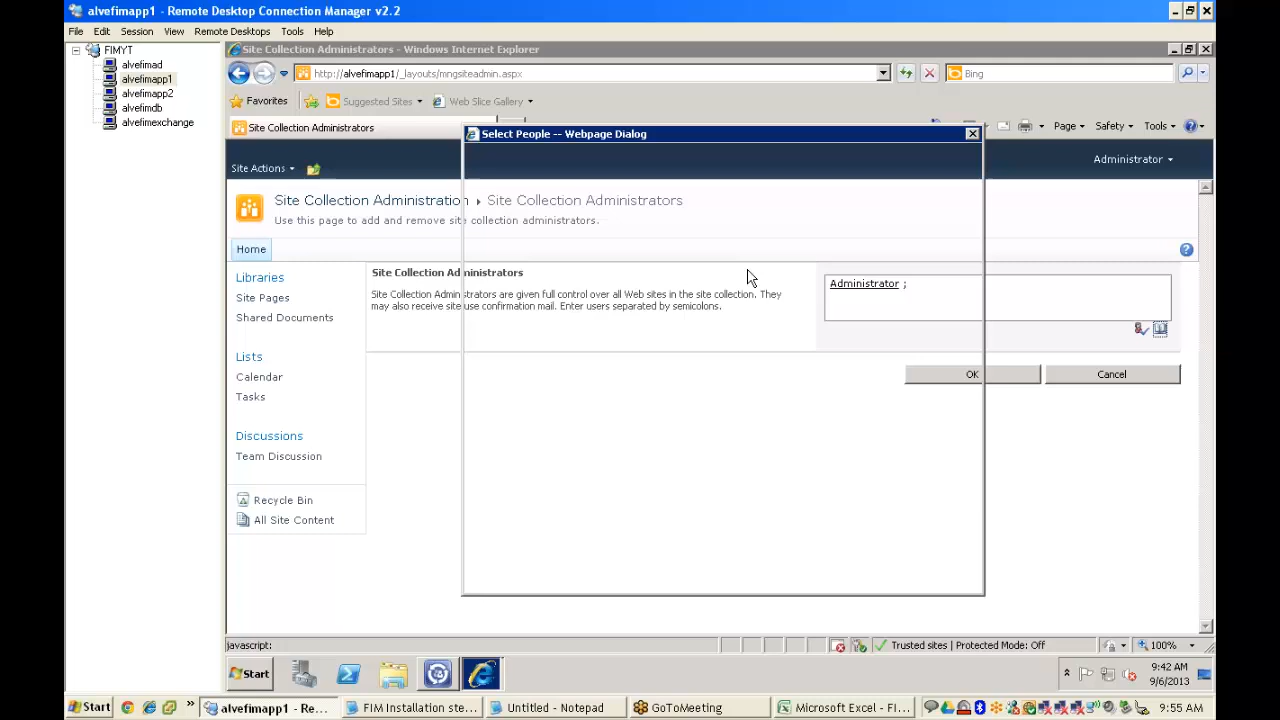 alvefimapp1 - Remote Desktop Connection Manager v2.2
File Edit Session View Remote Desktops Tools Help
FIMYT
alvefimad
alvefimapp1
alvefimapp2
alvefimdb
alvefimexchange
Site Collection Administrators - Windows Internet Explorer
http://alvefimapp1/_layouts/mngsiteadmin.aspx
Bing
Favorites
Suggested Sites
Web Slice Gallery
Site Collection Administrators
Page Safety Tools
Select People -- Webpage Dialog
Site Actions
Administrator
Site Collection Administration Site Collection Administrators
Use this page to add and remove site collection administrators.
Home
Libraries
Site Pages
Shared Documents
Lists
Calendar
Tasks
Discussions
Team Discussion
Recycle Bin
All Site Content
Site Collection Administrators
Site Collection Administrators are given full control over all Web sites in the site collection. They
may also receive site use confirmation mail. Enter users separated by semicolons.
Administrator ;
OK
Cancel
javascript:
Trusted sites | Protected Mode: Off
100%
Start
9:42 AM
9/6/2013
Start
alvefimapp1 - Re...
FIM Installation ste...
Untitled - Notepad
GoToMeeting
Microsoft Excel - FI...
9:55 AM